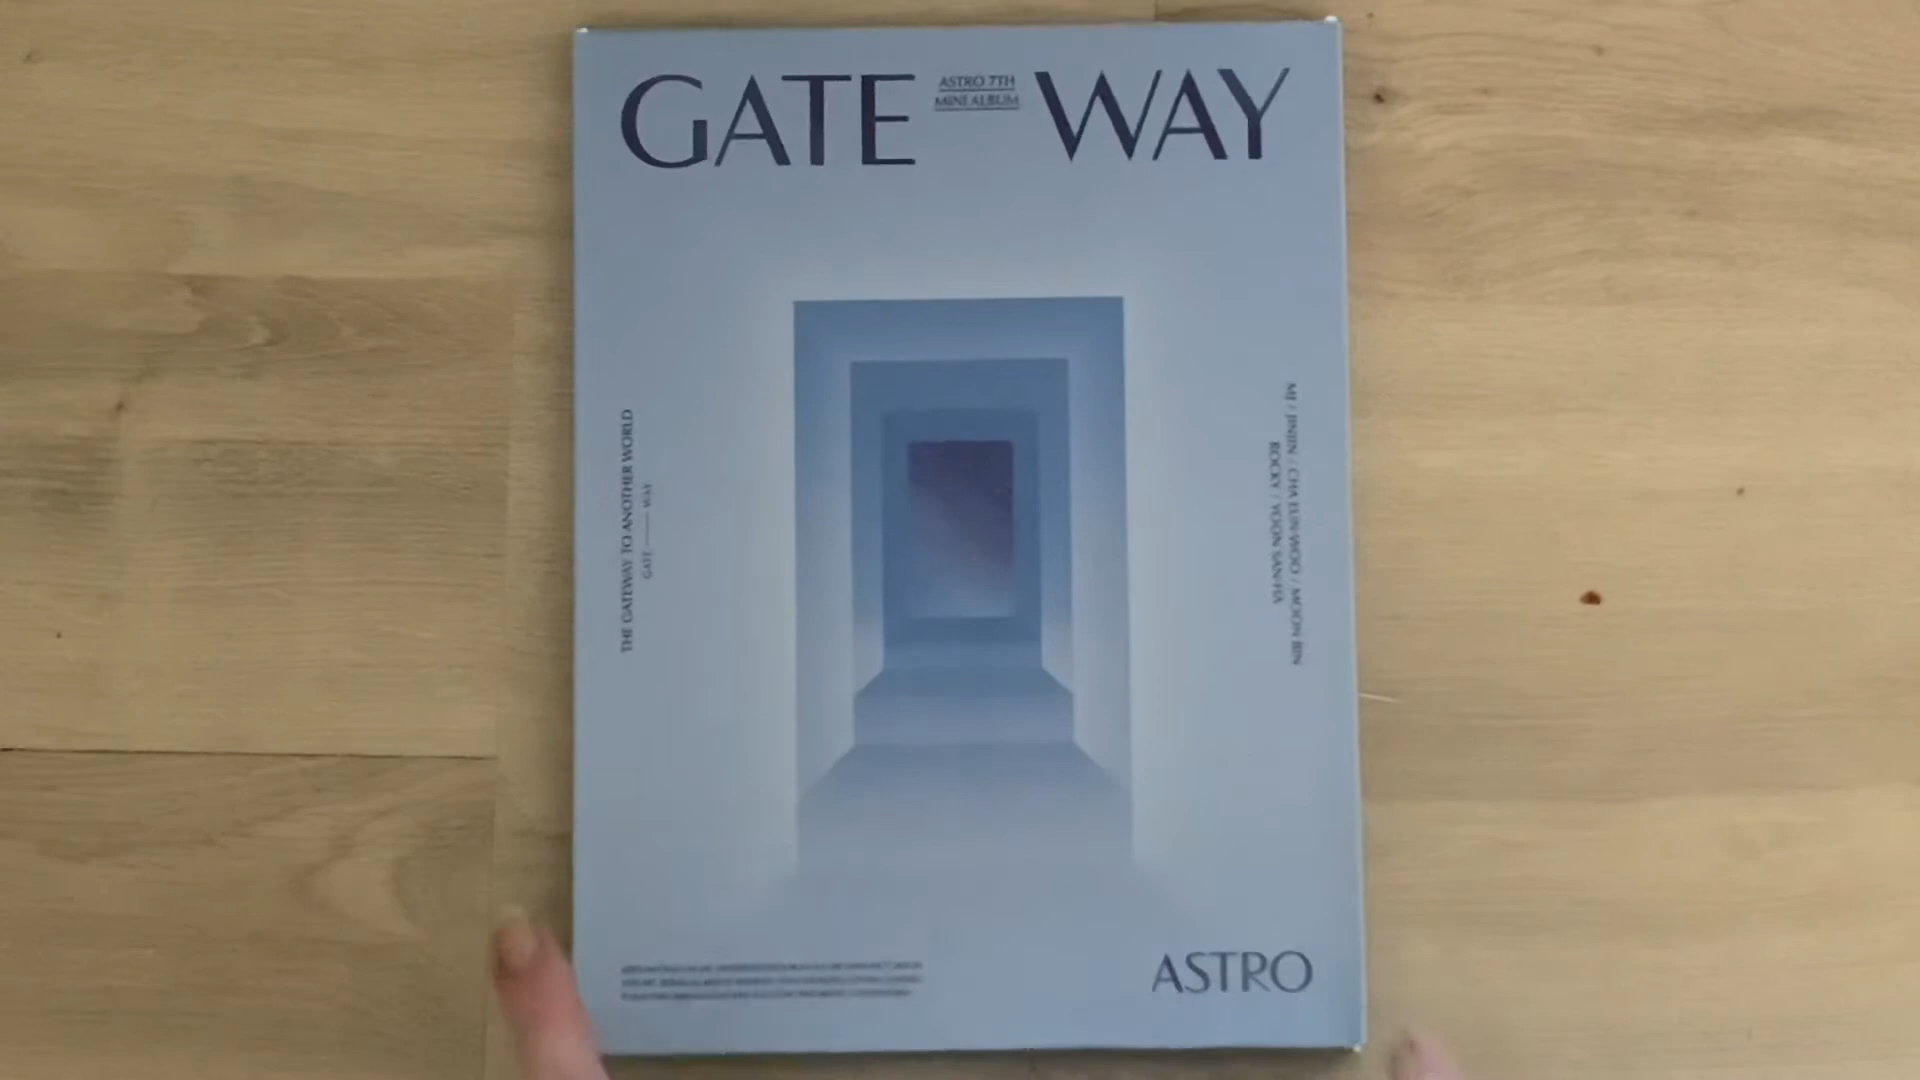 GATE — WAY
ASTRO 7TH
MINI ALBUM
THE GATEWAY TO ANOTHER WORLD
GATE —— WAY
MJ / JINJIN / CHA EUN-WOO / MOON BIN
ROCKY / YOON SAN-HA
ASTRO